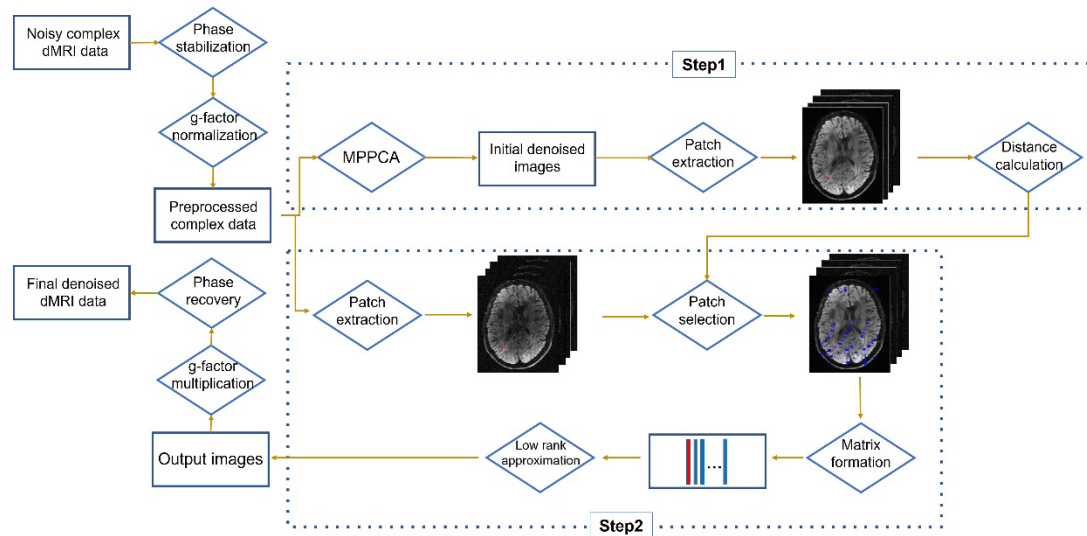 Noisy complex
dMRI data
Phase
stabilization
g-factor
normalization
Preprocessed
complex data
Step1
MPPCA
Initial denoised
images
Patch
extraction
Distance
calculation
Patch
extraction
Patch
selection
Matrix
formation
...
Low rank
approximation
Step2
Output images
g-factor
multiplication
Phase
recovery
Final denoised
dMRI data